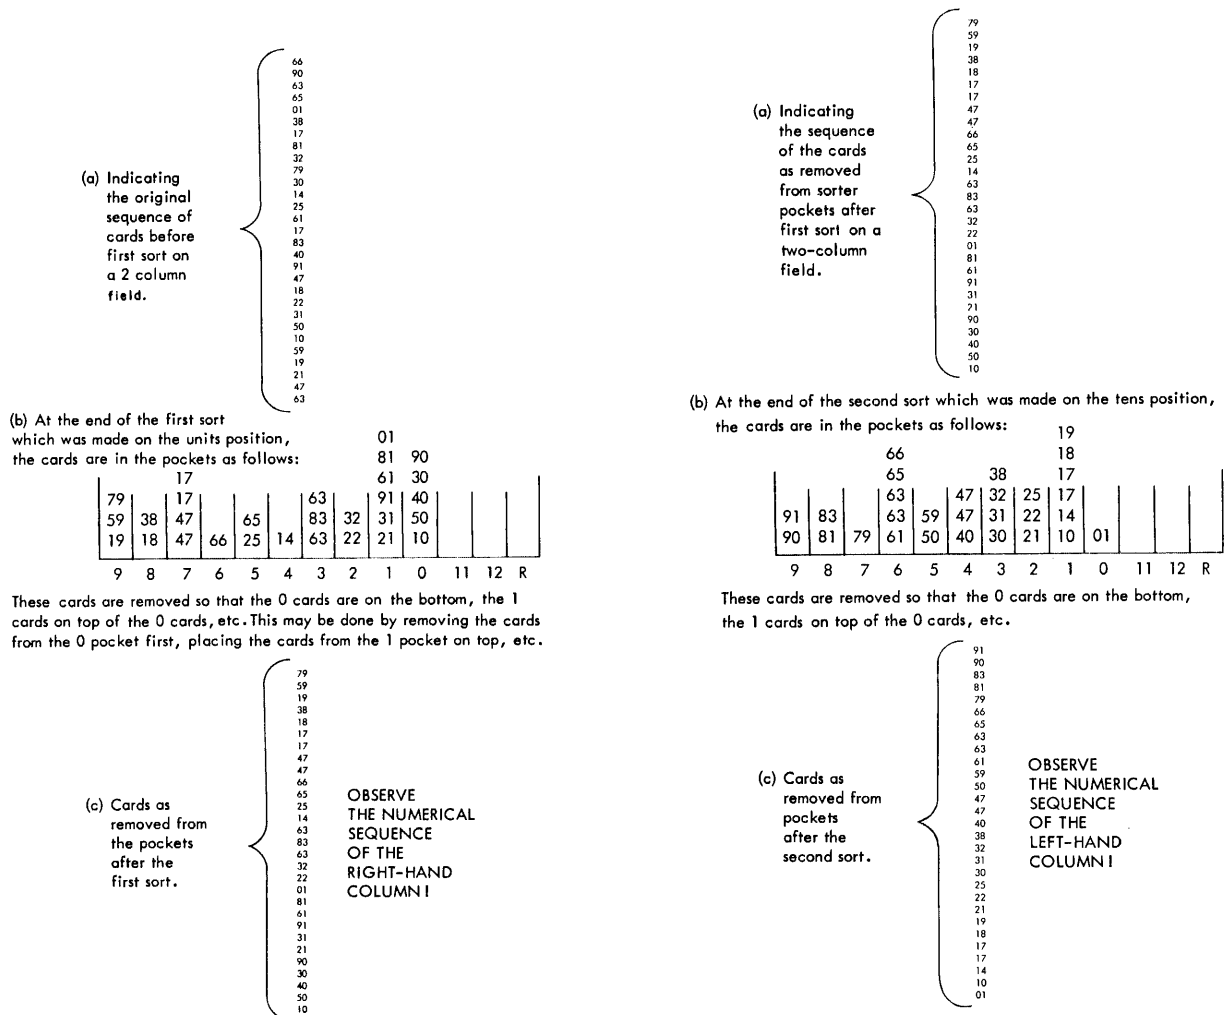 (a) Indicating
the original
sequence of
cards before
first sort on
a 2 column
field.
66
90
63
65
01
38
17
81
32
79
30
14
25
61
17
83
40
91
47
18
22
31
50
10
59
19
21
47
63
(b) At the end of the first sort
which was made on the units position,
the cards are in the pockets as follows:
01
81 90
17 61 30
79 17 63 91 40
59 38 47 65 83 32 31 50
19 18 47 66 25 14 63 22 21 10
9 8 7 6 5 4 3 2 1 0 11 12 R
These cards are removed so that the 0 cards are on the bottom, the 1
cards on top of the 0 cards, etc. This may be done by removing the cards
from the 0 pocket first, placing the cards from the 1 pocket on top, etc.
(c) Cards as
removed from
the pockets
after the
first sort.
79
59
19
38
18
17
17
47
47
66
65
25
14
63
83
63
32
22
01
81
61
91
31
21
90
30
40
50
10
OBSERVE
THE NUMERICAL
SEQUENCE
OF THE
RIGHT-HAND
COLUMN!
(a) Indicating
the sequence
of the cards
as removed
from sorter
pockets after
first sort on a
two-column
field.
79
59
19
38
18
17
17
47
47
66
65
25
14
63
83
63
32
22
01
81
61
91
31
21
90
30
40
50
10
(b) At the end of the second sort which was made on the tens position,
the cards are in the pockets as follows:
19
66 18
65 38 17
63 47 32 25 17
91 83 63 59 47 31 22 14
90 81 79 61 50 40 30 21 10 01
9 8 7 6 5 4 3 2 1 0 11 12 R
These cards are removed so that the 0 cards are on the bottom,
the 1 cards on top of the 0 cards, etc.
(c) Cards as
removed from
pockets
after the
second sort.
91
90
83
81
79
66
65
63
63
61
59
50
47
47
40
38
32
31
30
25
22
21
19
18
17
17
14
10
01
OBSERVE
THE NUMERICAL
SEQUENCE
OF THE
LEFT-HAND
COLUMN!